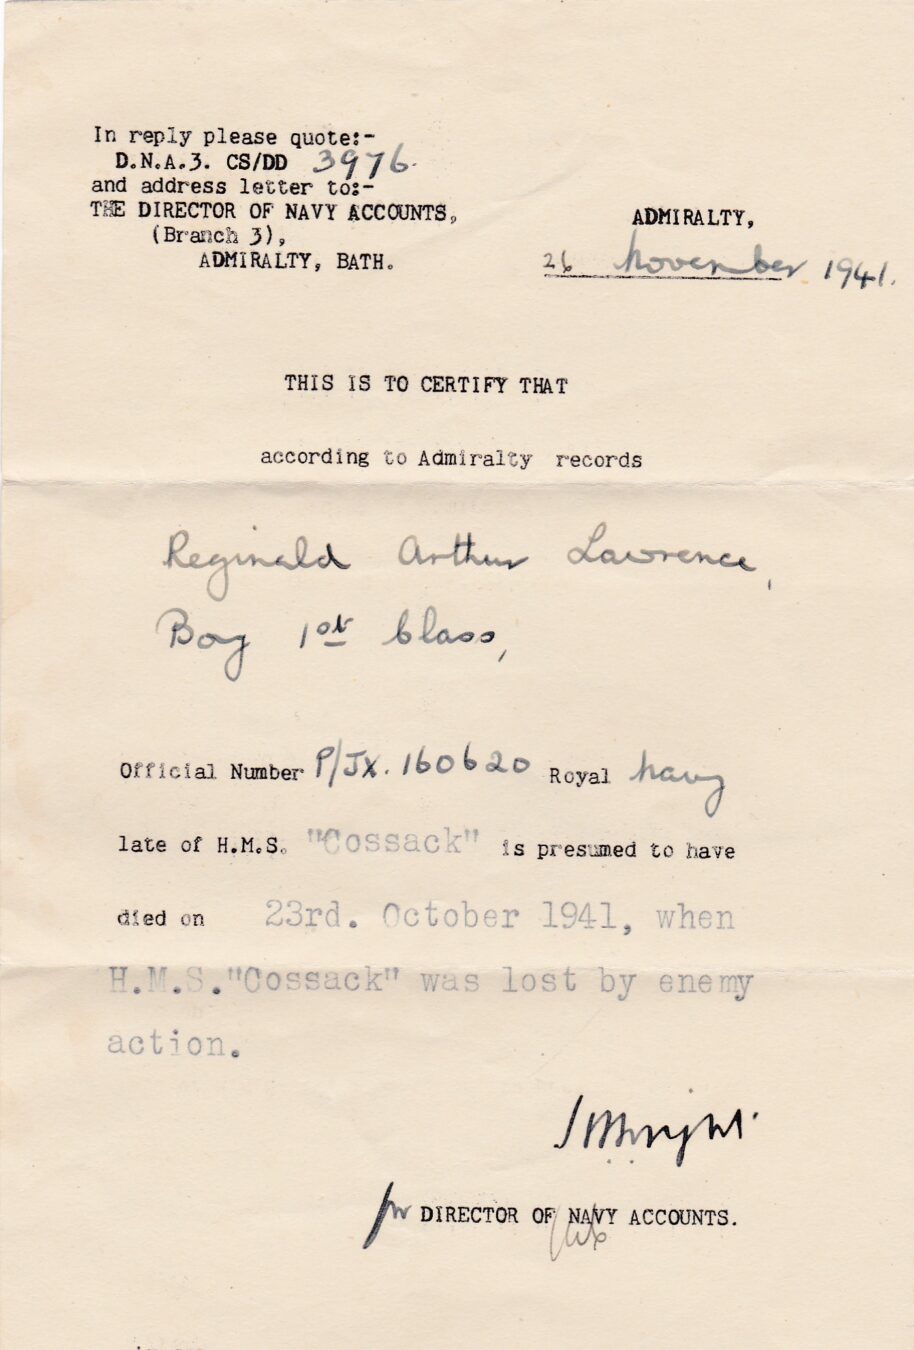 In reply please quote:-
D.N.A.3. CS/DD 3976.
and address letter to:-
THE DIRECTOR OF NAVY ACCOUNTS,
(Branch 3),
ADMIRALTY, BATH.
ADMIRALTY,
26 November 1941.
THIS IS TO CERTIFY THAT
according to Admiralty records
Reginald Arthur Lawrence,
Boy 1st Class,
Official Number P/JX. 160620 Royal Navy
late of H.M.S. "Cossack" is presumed to have
died on 23rd. October 1941, when
H.M.S."Cossack" was lost by enemy
action.
for DIRECTOR OF NAVY ACCOUNTS.